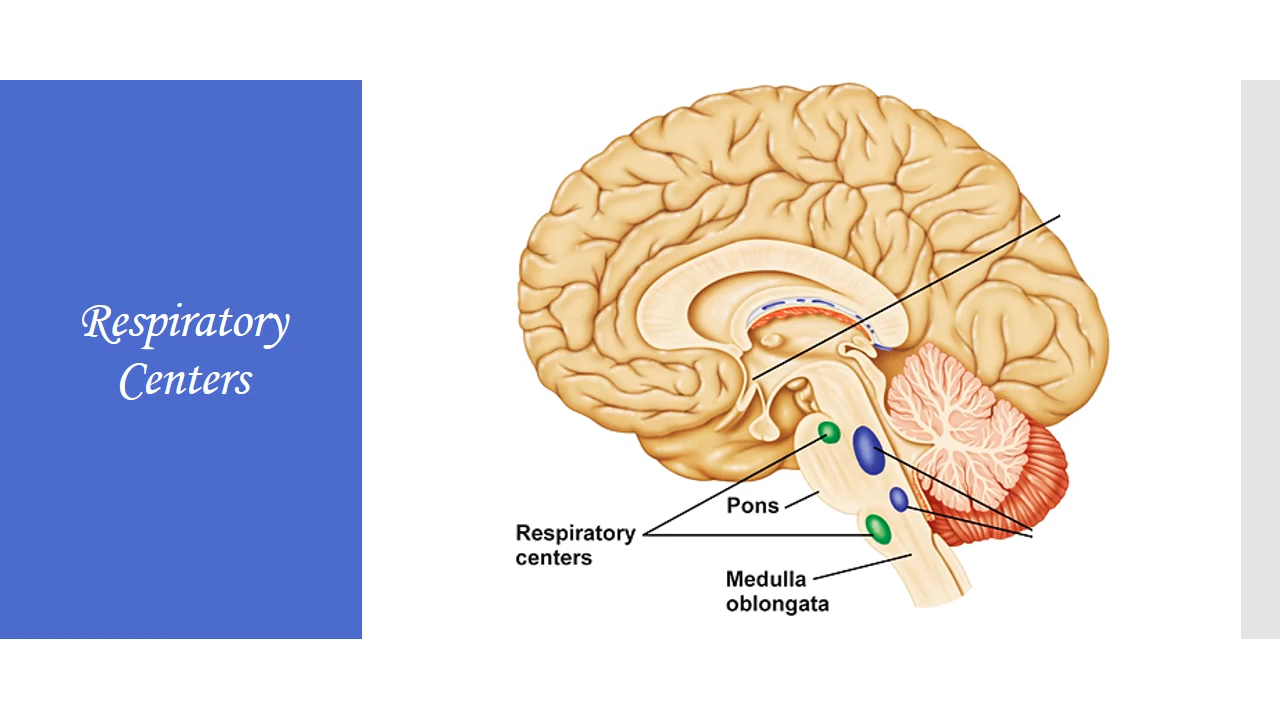 Respiratory
Centers
Pons
Respiratory
centers
Medulla
oblongata